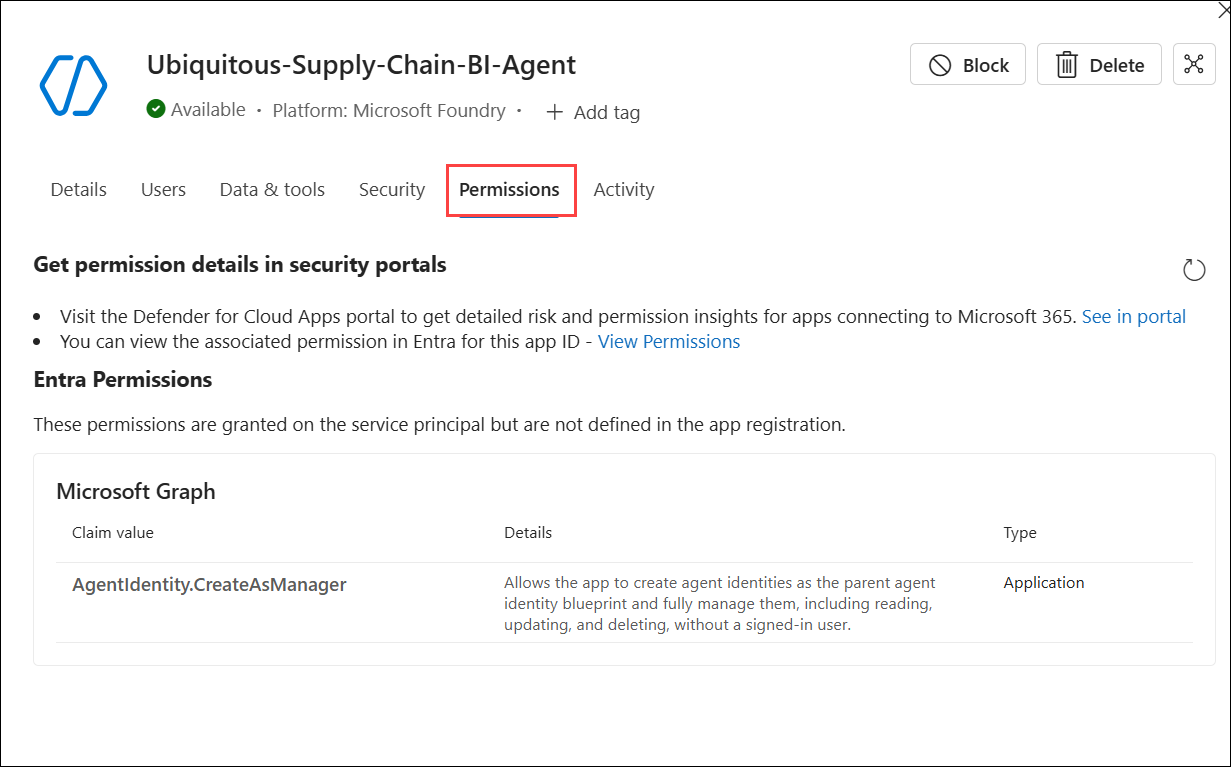 Ubiquitous-Supply-Chain-BI-Agent
Block
Delete
Available • Platform: Microsoft Foundry • + Add tag
Details Users Data & tools Security Permissions Activity
Get permission details in security portals
• Visit the Defender for Cloud Apps portal to get detailed risk and permission insights for apps connecting to Microsoft 365. See in portal
• You can view the associated permission in Entra for this app ID - View Permissions
Entra Permissions
These permissions are granted on the service principal but are not defined in the app registration.
Microsoft Graph
Claim value Details Type
AgentIdentity.CreateAsManager
Allows the app to create agent identities as the parent agent
identity blueprint and fully manage them, including reading,
updating, and deleting, without a signed-in user.
Application